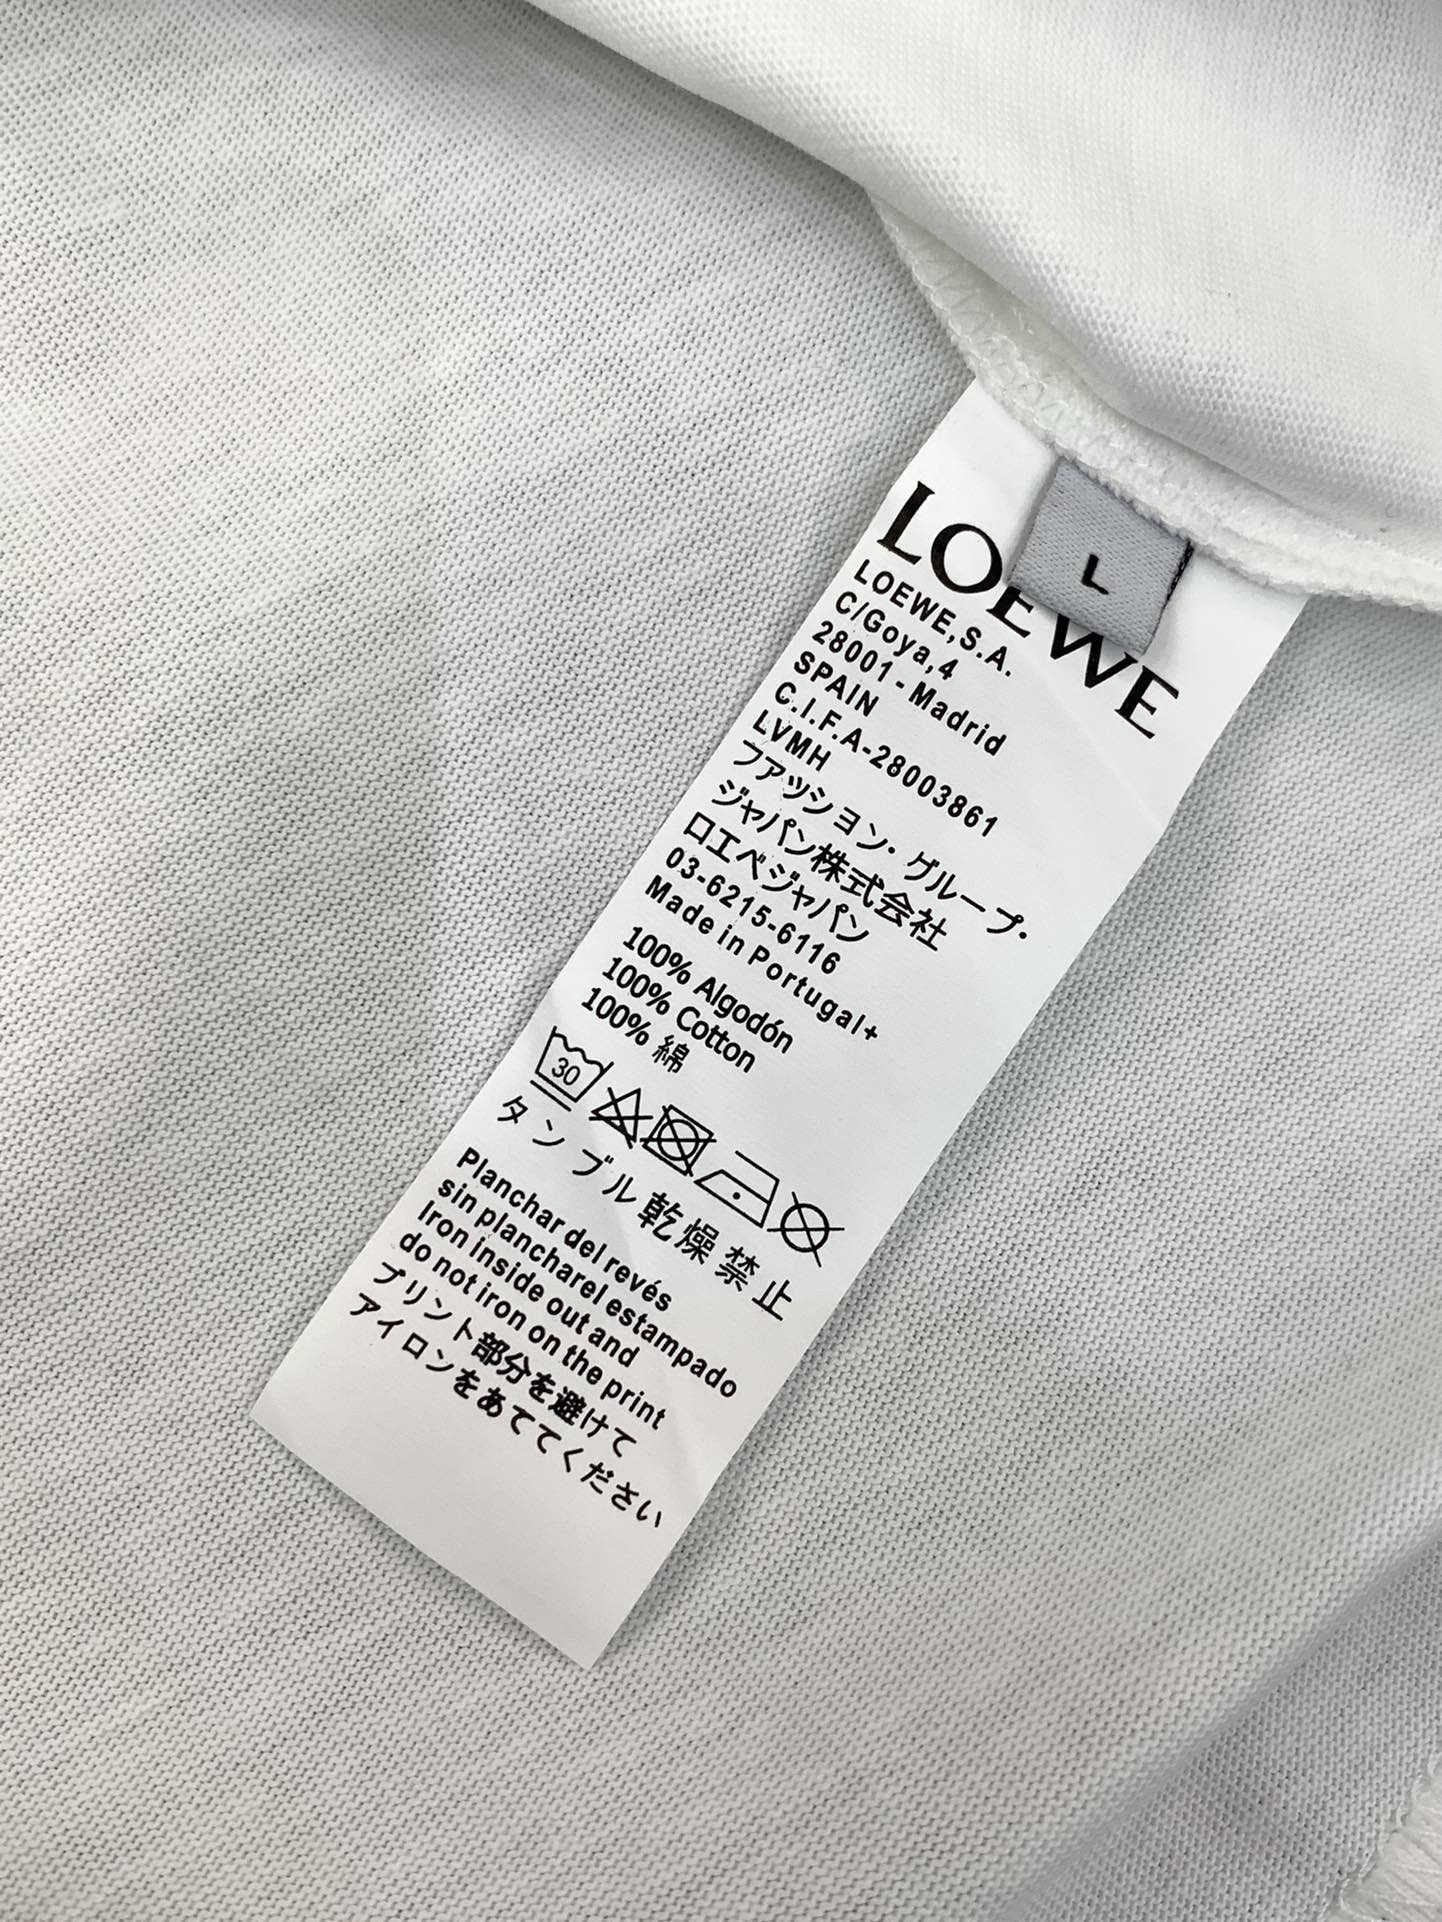 LOEWE
L
LOEWE,S.A.
C/Goya,4
28001-Madrid
SPAIN
C.I.F.A-28003861
LVMH
ファッション・グループ・
ジャパン株式会社
ロエベジャパン
03-6215-6116
Made in Portugal+
100% Algodón
100% Cotton
100% 綿
30
タンブル乾燥禁止
Planchar del revés
sin plancharel estampado
Iron inside out and
do not iron on the print
プリント部分を避けて
アイロンをあててください